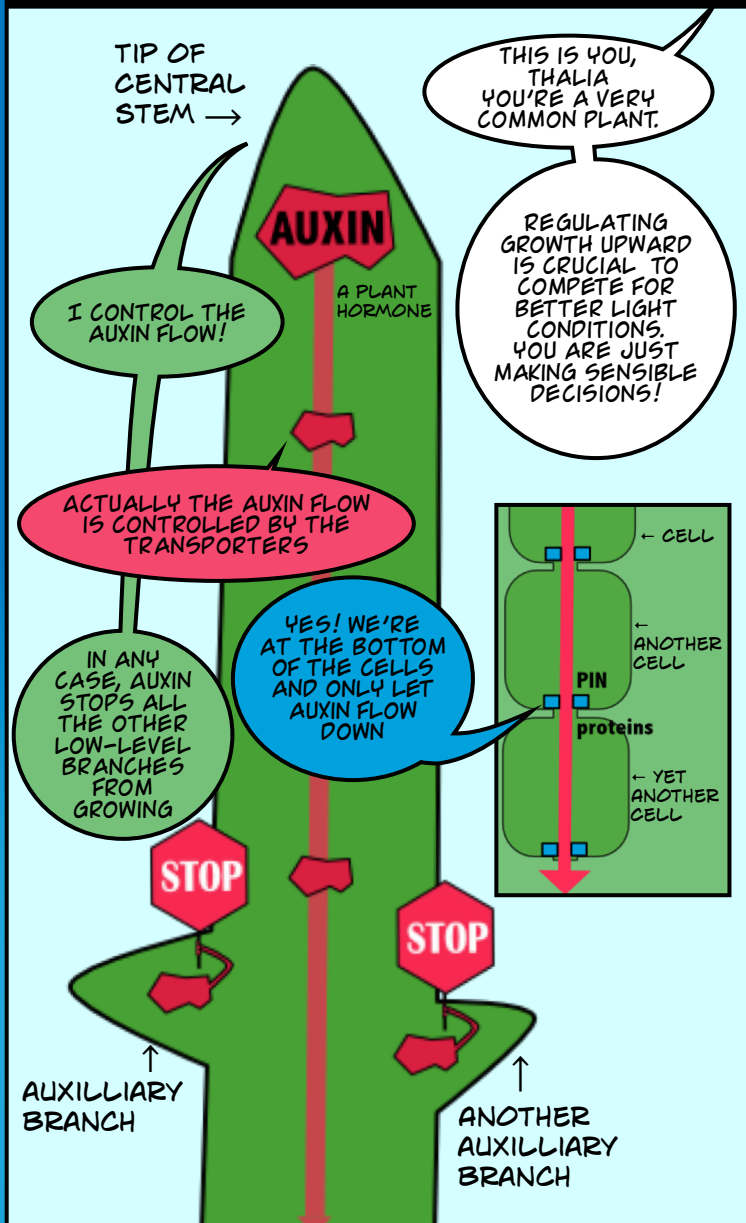 TIP OF
CENTRAL
STEM →
THIS IS YOU,
THALIA
YOU'RE A VERY
COMMON PLANT.
REGULATING
GROWTH UPWARD
IS CRUCIAL TO
COMPETE FOR
BETTER LIGHT
CONDITIONS.
YOU ARE JUST
MAKING SENSIBLE
DECISIONS!
AUXIN
A PLANT
HORMONE
I CONTROL THE
AUXIN FLOW!
ACTUALLY THE AUXIN FLOW
IS CONTROLLED BY THE
TRANSPORTERS
YES! WE'RE
AT THE BOTTOM
OF THE CELLS
AND ONLY LET
AUXIN FLOW
DOWN
← CELL
←
ANOTHER
CELL
PIN
proteins
← YET
ANOTHER
CELL
IN ANY
CASE, AUXIN
STOPS ALL
THE OTHER
LOW-LEVEL
BRANCHES
FROM
GROWING
STOP
STOP
↑
AUXILLIARY
BRANCH
↑
ANOTHER
AUXILLIARY
BRANCH